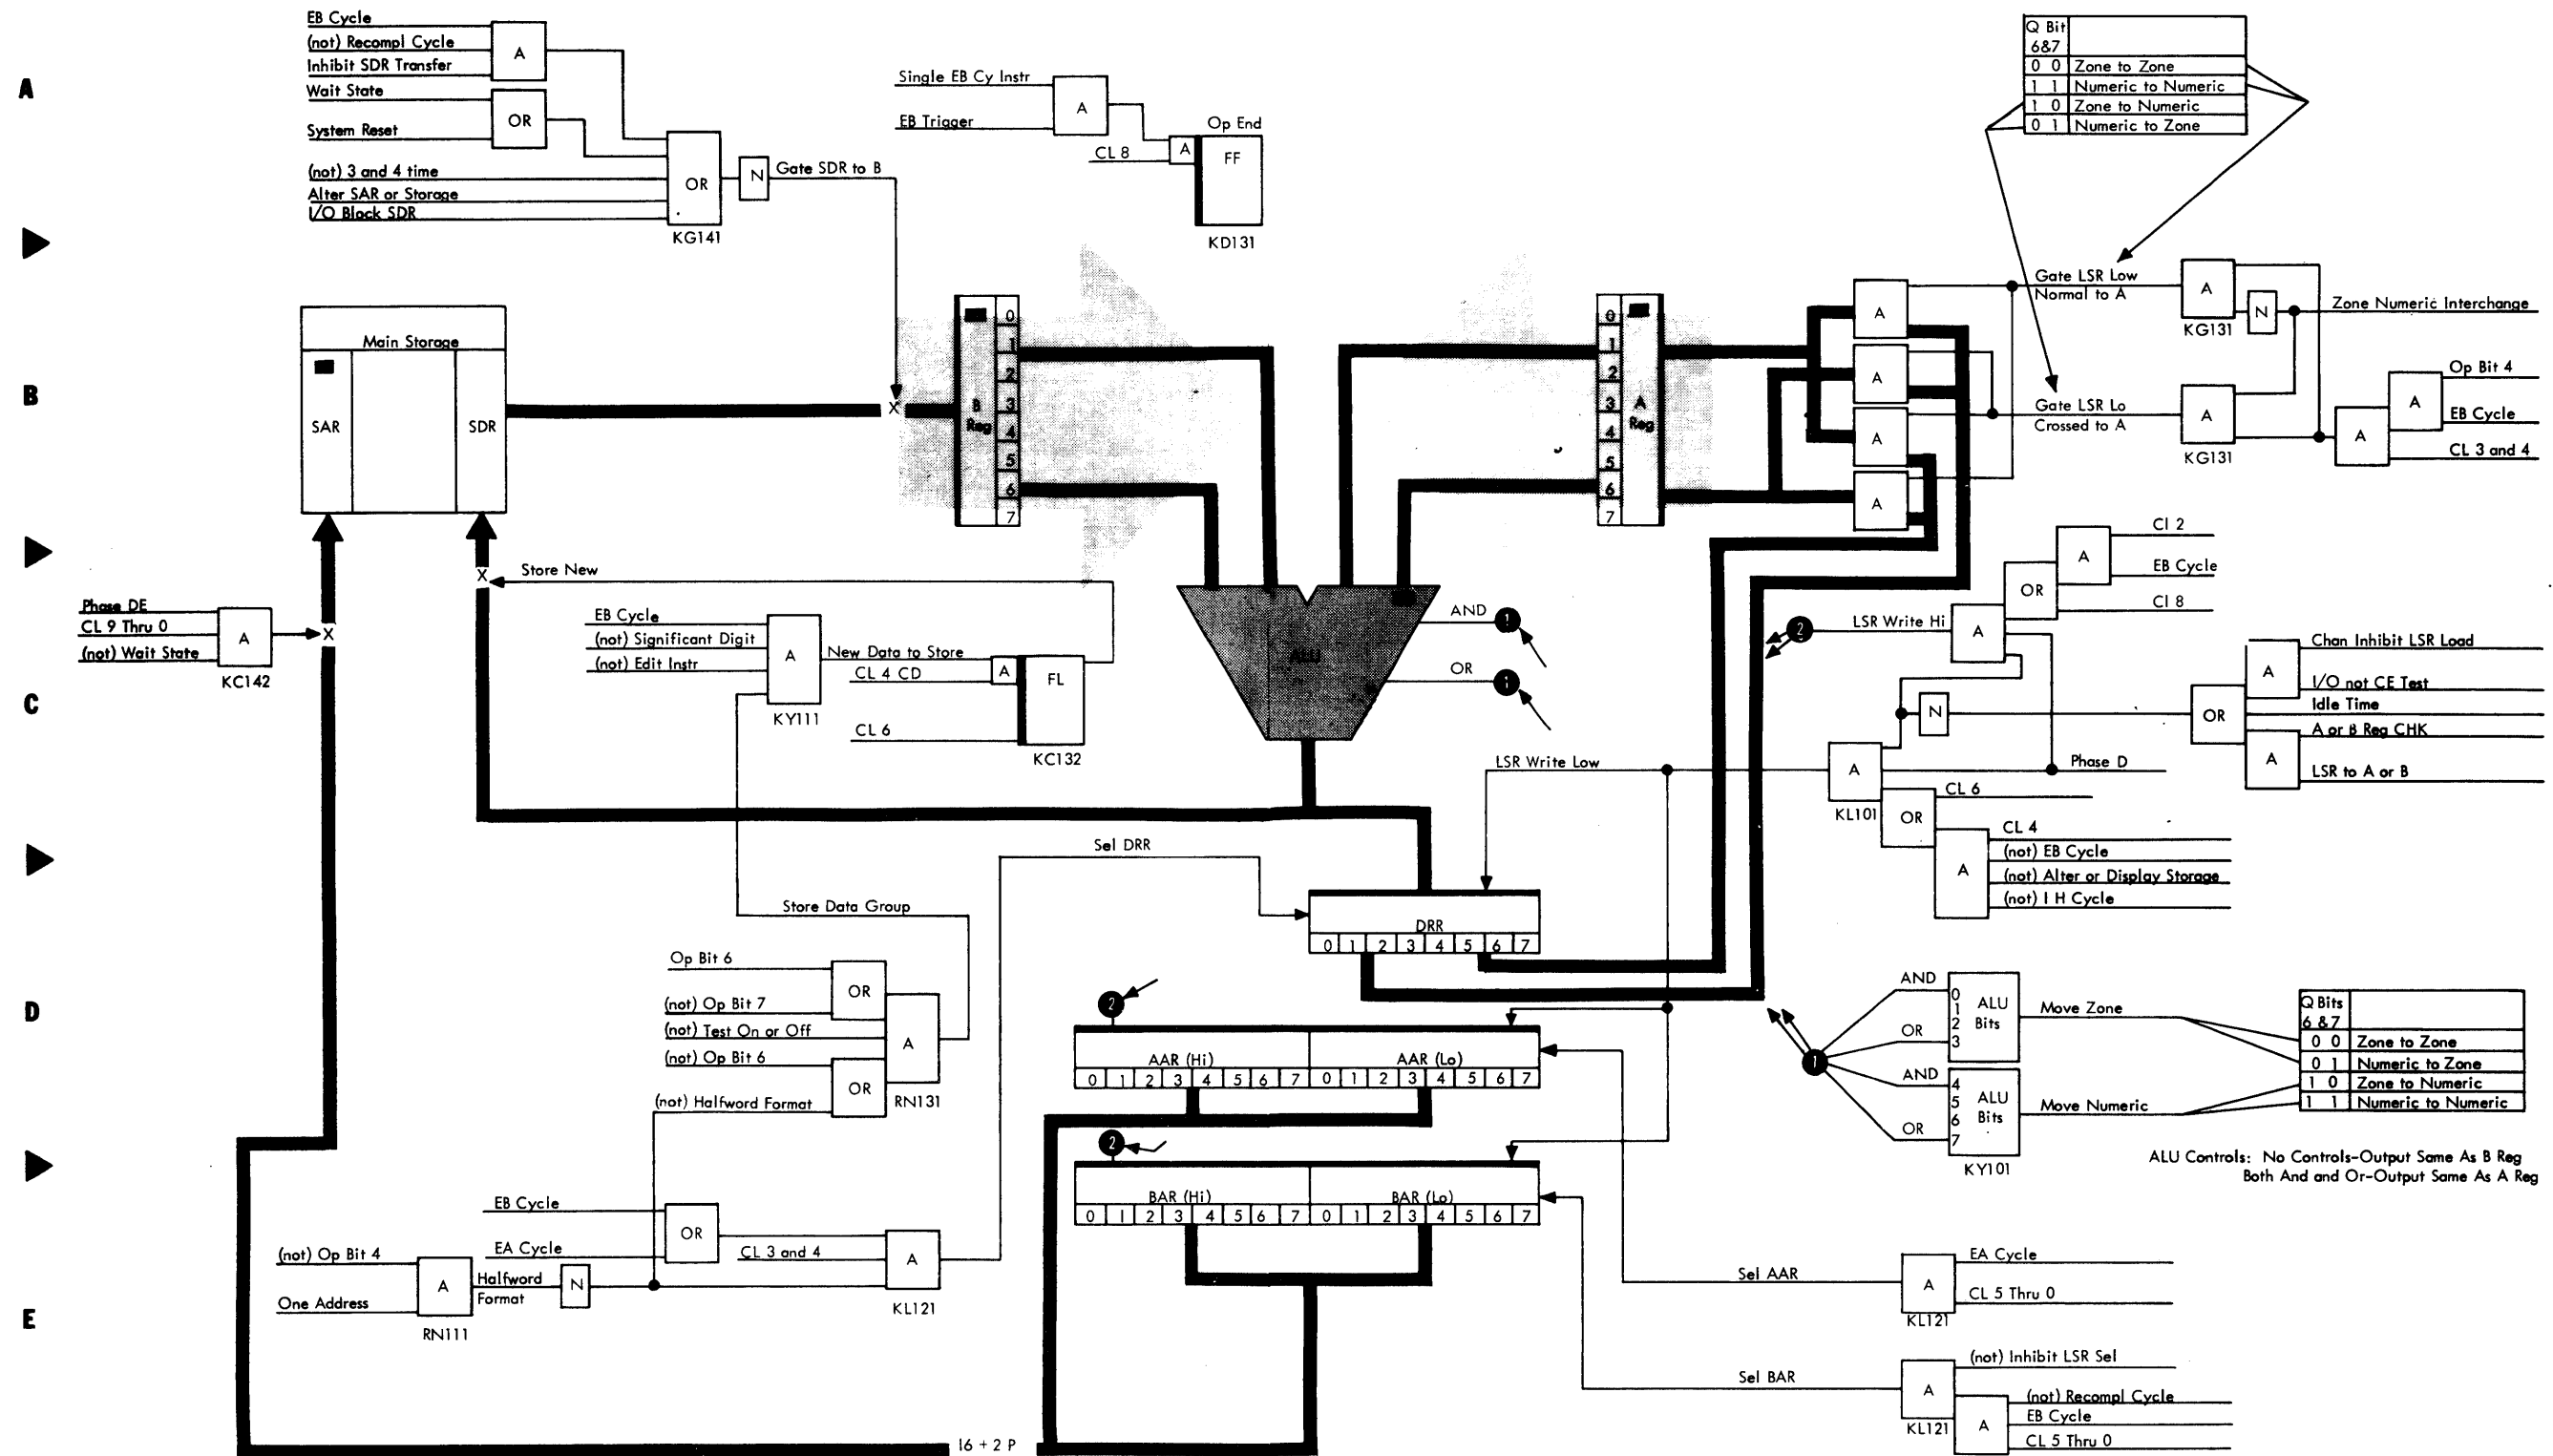 A
EB Cycle
(not) Recompl Cycle
Inhibit SDR Transfer
A
Wait State
System Reset
OR
(not) 3 and 4 time
Alter SAR or Storage
I/O Block SDR
OR
KG141
N
Gate SDR to B
Single EB Cy Instr
EB Trigger
A
CL 8
A
Op End
FF
KD131
Q Bit
6&7
0 0 Zone to Zone
1 1 Numeric to Numeric
1 0 Zone to Numeric
0 1 Numeric to Zone
B
Main Storage
SAR
SDR
X
B
Reg
0
1
2
3
4
5
6
7
0
1
2
3
4
5
6
7
A
Reg
A
A
A
A
Gate LSR Low
Normal to A
A
KG131
N
Zone Numeric Interchange
Gate LSR Lo
Crossed to A
A
KG131
A
A
Op Bit 4
EB Cycle
CL 3 and 4
C
Phase DE
CL 9 Thru 0
(not) Wait State
A
KC142
X
X
Store New
EB Cycle
(not) Significant Digit
(not) Edit Instr
A
KY111
New Data to Store
CL 4 CD
A
FL
CL 6
KC132
ALU
AND
1
OR
1
2
LSR Write Hi
A
OR
A
Cl 2
EB Cycle
Cl 8
N
OR
A
Chan Inhibit LSR Load
I/O not CE Test
Idle Time
A or B Reg CHK
A
LSR to A or B
LSR Write Low
A
KL101
Phase D
OR
CL 6
A
CL 4
(not) EB Cycle
(not) Alter or Display Storage
(not) I H Cycle
Sel DRR
Store Data Group
DRR
0 1 2 3 4 5 6 7
D
Op Bit 6
(not) Op Bit 7
OR
(not) Test On or Off
(not) Op Bit 6
A
OR
(not) Halfword Format
RN131
2
AAR (Hi)
AAR (Lo)
0 1 2 3 4 5 6 7 0 1 2 3 4 5 6 7
2
BAR (Hi)
BAR (Lo)
0 1 2 3 4 5 6 7 0 1 2 3 4 5 6 7
1
AND
OR
0
1
2
3
ALU
Bits
Move Zone
AND
OR
4
5
6
7
ALU
Bits
Move Numeric
KY101
Q Bits
6 &7
0 0 Zone to Zone
0 1 Numeric to Zone
1 0 Zone to Numeric
1 1 Numeric to Numeric
ALU Controls: No Controls-Output Same As B Reg
Both And and Or-Output Same As A Reg
E
(not) Op Bit 4
One Address
A
RN111
Halfword
Format
N
EB Cycle
EA Cycle
OR
CL 3 and 4
A
KL121
Sel AAR
A
KL121
EA Cycle
CL 5 Thru 0
Sel BAR
A
KL121
(not) Inhibit LSR Sel
A
(not) Recompl Cycle
EB Cycle
CL 5 Thru 0
16 + 2 P